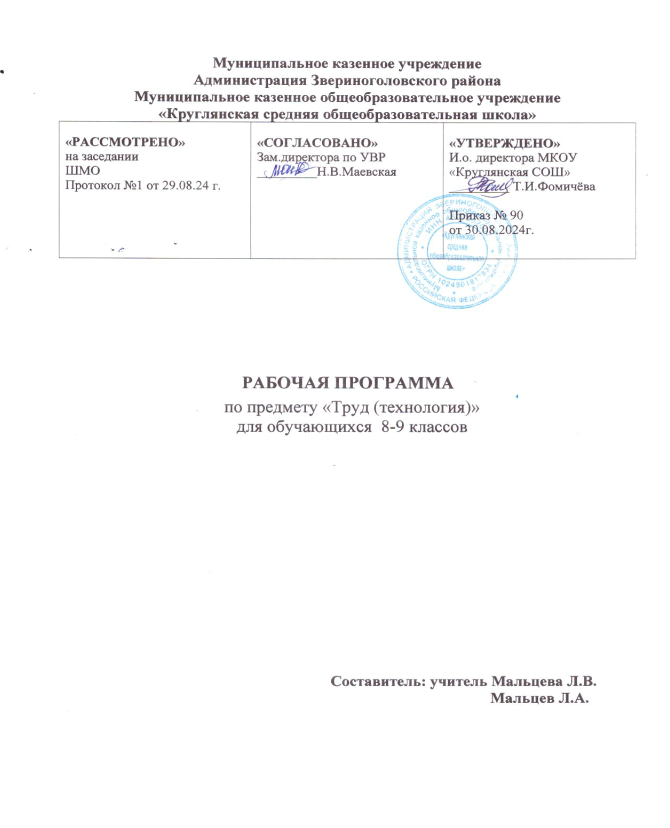 Муниципальное казенное учреждение
Администрация Звериноголовского района
Муниципальное казенное общеобразовательное учреждение
«Круглянская средняя общеобразовательная школа»
«РАССМОТРЕНО»
на заседании
ШМО
Протокол №1 от 29.08.24 г.
«СОГЛАСОВАНО»
Зам.директора по УВР
Н.В.Маевская
«УТВЕРЖДЕНО»
И.о. директора МКОУ
«Круглянская СОШ»
Т.И.Фомичёва
Приказ № 90
от 30.08.2024г.
РАБОЧАЯ ПРОГРАММА
по предмету «Труд (технология)»
для обучающихся 8-9 классов
Составитель: учитель Мальцева Л.В.
Мальцев Л.А.